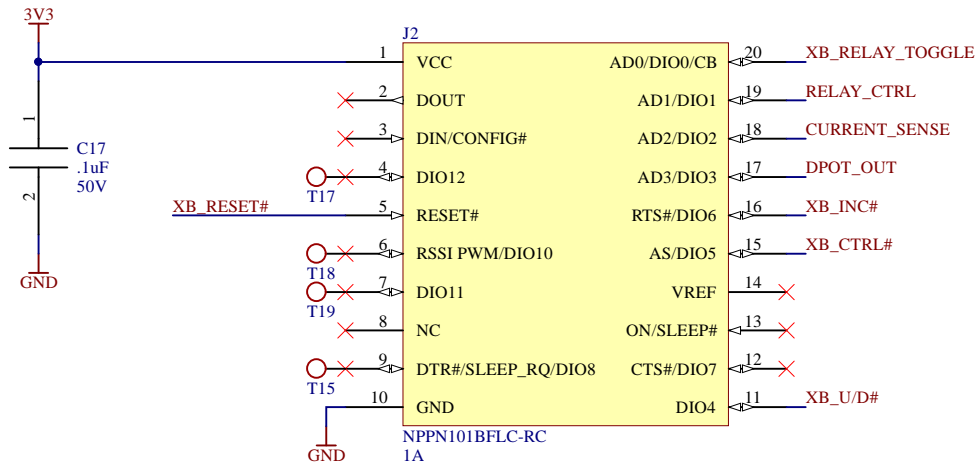 3V3
J2
1 VCC AD0/DIO0/CB 20 XB_RELAY_TOGGLE
2 DOUT AD1/DIO1 19 RELAY_CTRL
3 DIN/CONFIG# AD2/DIO2 18 CURRENT_SENSE
1
C17
.1uF
50V
2
T17 4 DIO12 AD3/DIO3 17 DPOT_OUT
XB_RESET# 5 RESET# RTS#/DIO6 16 XB_INC#
T18 6 RSSI PWM/DIO10 AS/DIO5 15 XB_CTRL#
GND
T19 7 DIO11 VREF 14
8 NC ON/SLEEP# 13
T15 9 DTR#/SLEEP_RQ/DIO8 CTS#/DIO7 12
10 GND DIO4 11 XB_U/D#
GND
NPPN101BFLC-RC
1A